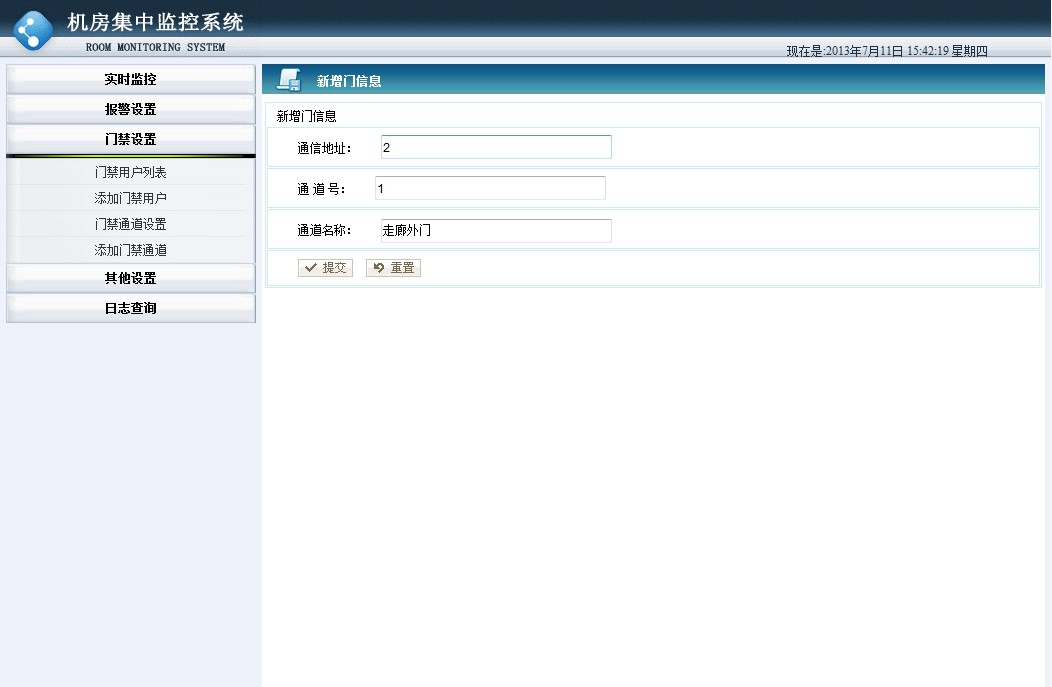 机房集中监控系统
ROOM MONITORING SYSTEM
现在是:2013年7月11日 15:42:19 星期四
实时监控
报警设置
门禁设置
门禁用户列表
添加门禁用户
门禁通道设置
添加门禁通道
其他设置
日志查询
新增门信息
新增门信息
通信地址： 2
通 道 号： 1
通道名称： 走廊外门
提交 重置